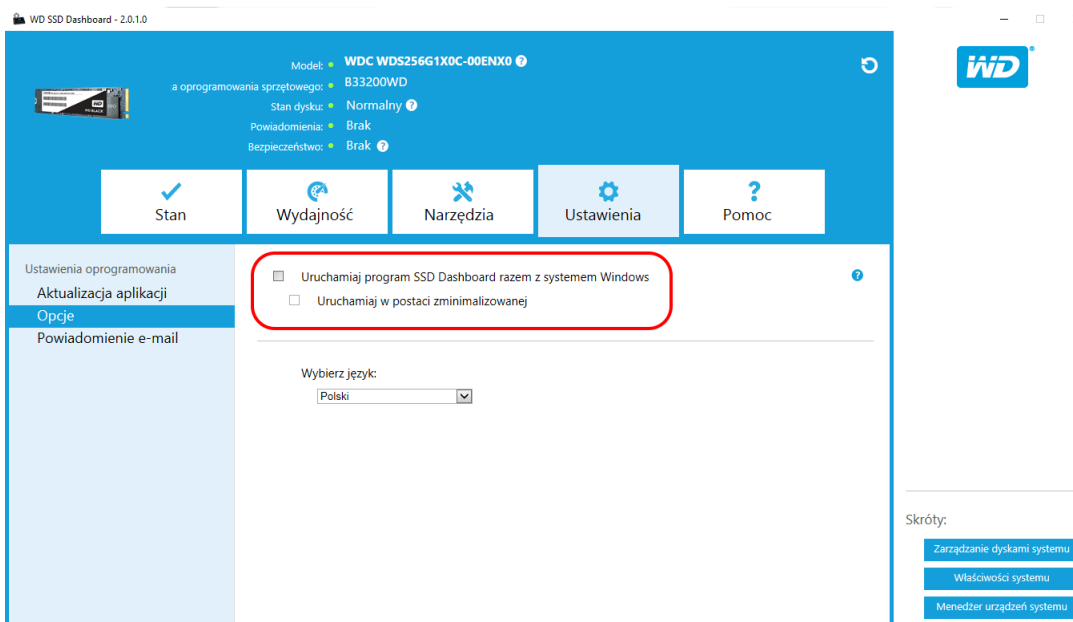 WD SSD Dashboard - 2.0.1.0
WD
Model: WDC WDS256G1X0C-00ENX0 ?
a oprogramowania sprzętowego: B33200WD
Stan dysku: Normalny ?
Powiadomienia: Brak
Bezpieczeństwo: Brak ?
Stan
Wydajność
Narzędzia
Ustawienia
?
Pomoc
Ustawienia oprogramowania
Aktualizacja aplikacji
Opcje
Powiadomienie e-mail
Uruchamiaj program SSD Dashboard razem z systemem Windows
?
Uruchamiaj w postaci zminimalizowanej
Wybierz język:
Polski
Skróty:
Zarządzanie dyskami systemu
Właściwości systemu
Menedżer urządzeń systemu